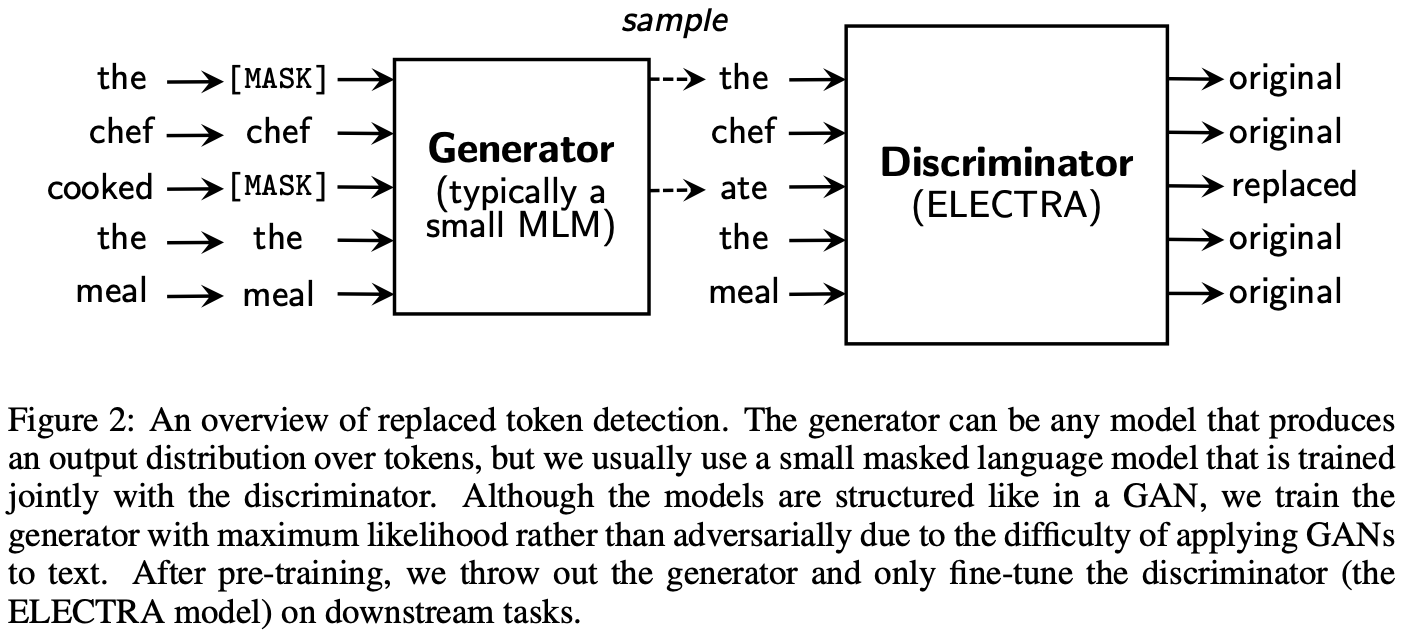 sample
the [MASK] the original
chef chef chef original
cooked [MASK] ate replaced
the the the original
meal meal meal original
Generator
(typically a
small MLM)
Discriminator
(ELECTRA)
Figure 2: An overview of replaced token detection. The generator can be any model that produces
an output distribution over tokens, but we usually use a small masked language model that is trained
jointly with the discriminator. Although the models are structured like in a GAN, we train the
generator with maximum likelihood rather than adversarially due to the difficulty of applying GANs
to text. After pre-training, we throw out the generator and only fine-tune the discriminator (the
ELECTRA model) on downstream tasks.